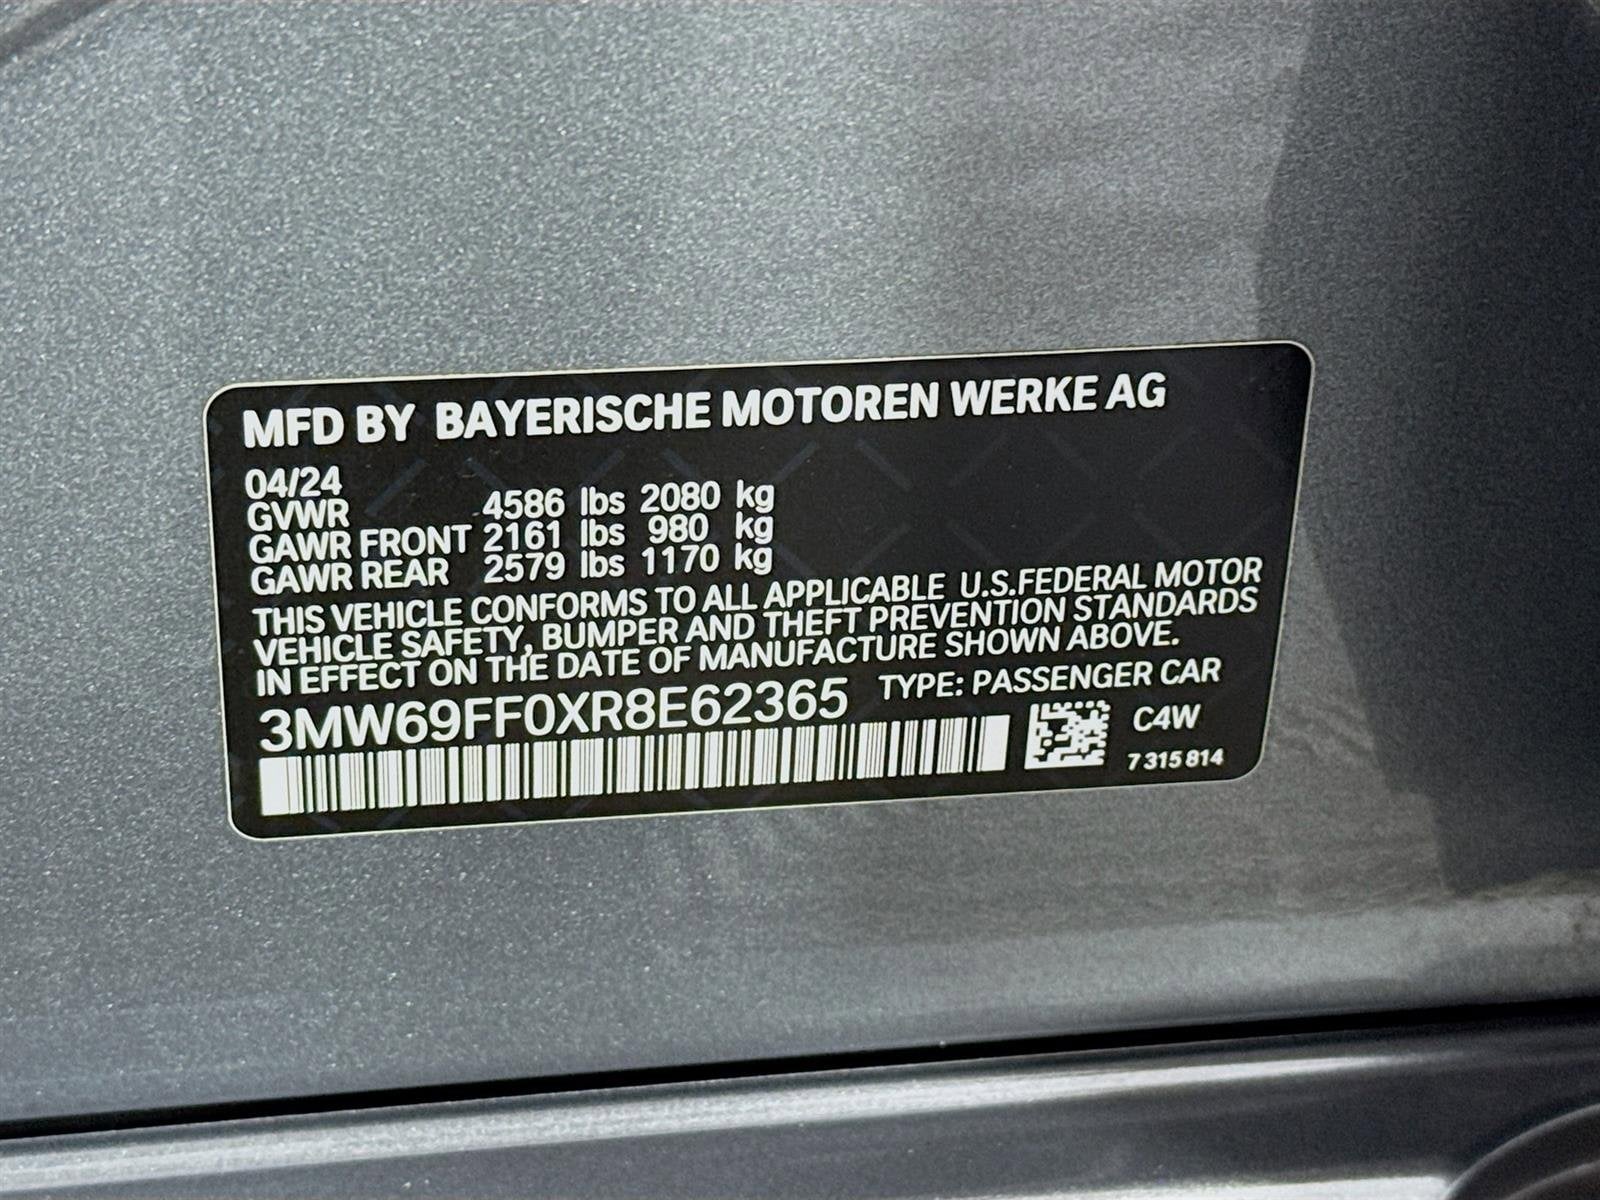 MFD BY BAYERISCHE MOTOREN WERKE AG
04/24
GVWR 4586 lbs 2080 kg
GAWR FRONT 2161 lbs 980 kg
GAWR REAR 2579 lbs 1170 kg
THIS VEHICLE CONFORMS TO ALL APPLICABLE U.S.FEDERAL MOTOR
VEHICLE SAFETY, BUMPER AND THEFT PREVENTION STANDARDS
IN EFFECT ON THE DATE OF MANUFACTURE SHOWN ABOVE.
3MW69FF0XR8E62365 TYPE: PASSENGER CAR
C4W
7 315 814